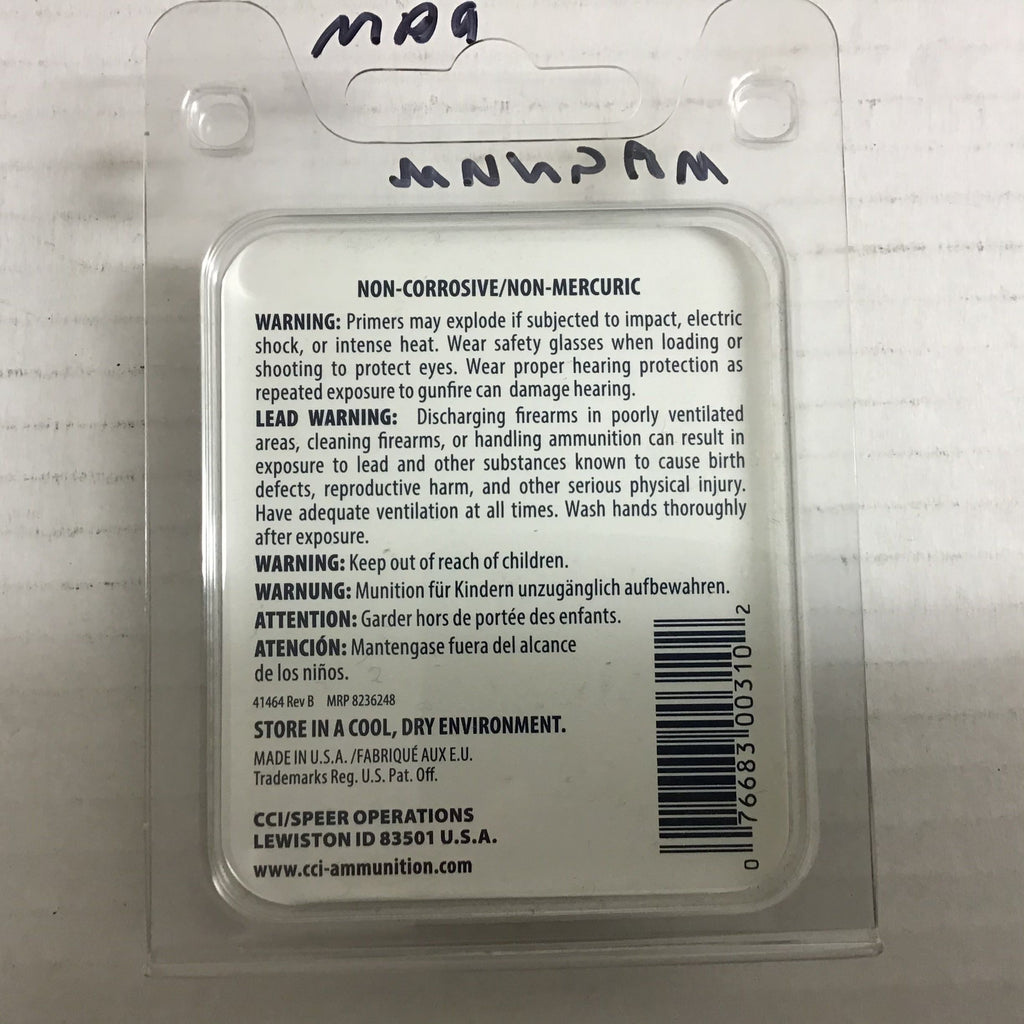 NON-CORROSIVE/NON-MERCURIC
WARNING: Primers may explode if subjected to impact, electric
shock, or intense heat. Wear safety glasses when loading or
shooting to protect eyes. Wear proper hearing protection as
repeated exposure to gunfire can damage hearing.
LEAD WARNING: Discharging firearms in poorly ventilated
areas, cleaning firearms, or handling ammunition can result in
exposure to lead and other substances known to cause birth
defects, reproductive harm, and other serious physical injury.
Have adequate ventilation at all times. Wash hands thoroughly
after exposure.
WARNING: Keep out of reach of children.
WARNUNG: Munition für Kindern unzugänglich aufbewahren.
ATTENTION: Garder hors de portée des enfants.
ATENCIÓN: Mantengase fuera del alcance
de los niños.
41464 Rev B MRP 8236248
STORE IN A COOL, DRY ENVIRONMENT.
MADE IN U.S.A. /FABRIQUÉ AUX E.U.
Trademarks Reg. U.S. Pat. Off.
CCI/SPEER OPERATIONS
LEWISTON ID 83501 U.S.A.
www.cci-ammunition.com
0 76683 00310 2